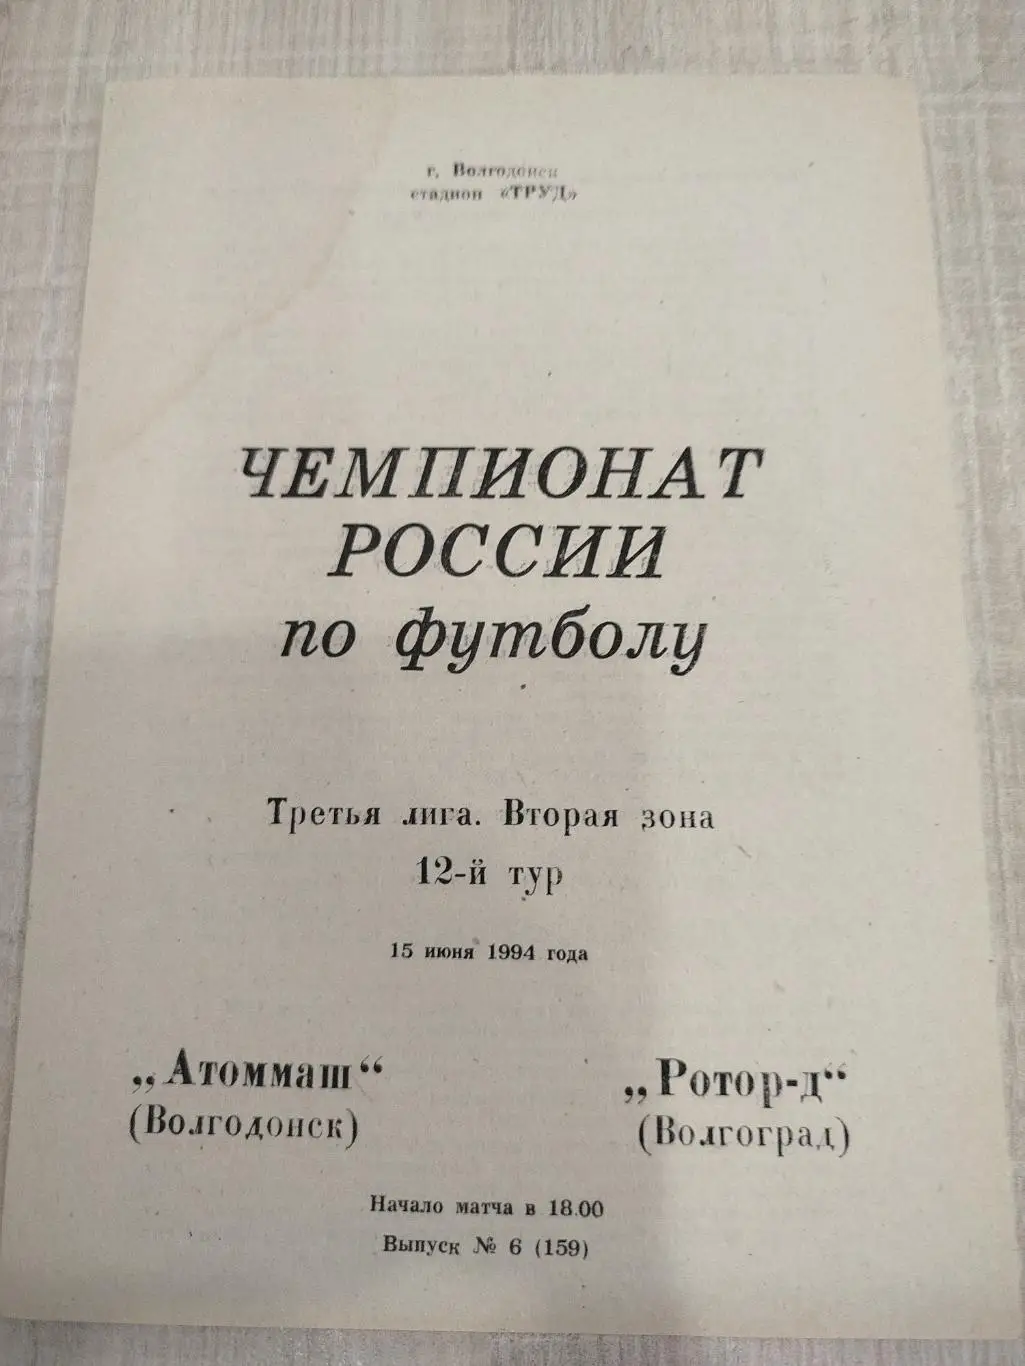 г. Волгодонск
стадион «ТРУД»
ЧЕМПИОНАТ
РОССИИ
по футболу
Третья лига. Вторая зона
12-й тур
15 июня 1994 года
„Атоммаш“
(Волгодонск)
„Ротор-д“
(Волгоград)
Начало матча в 18.00
Выпуск № 6 (159)